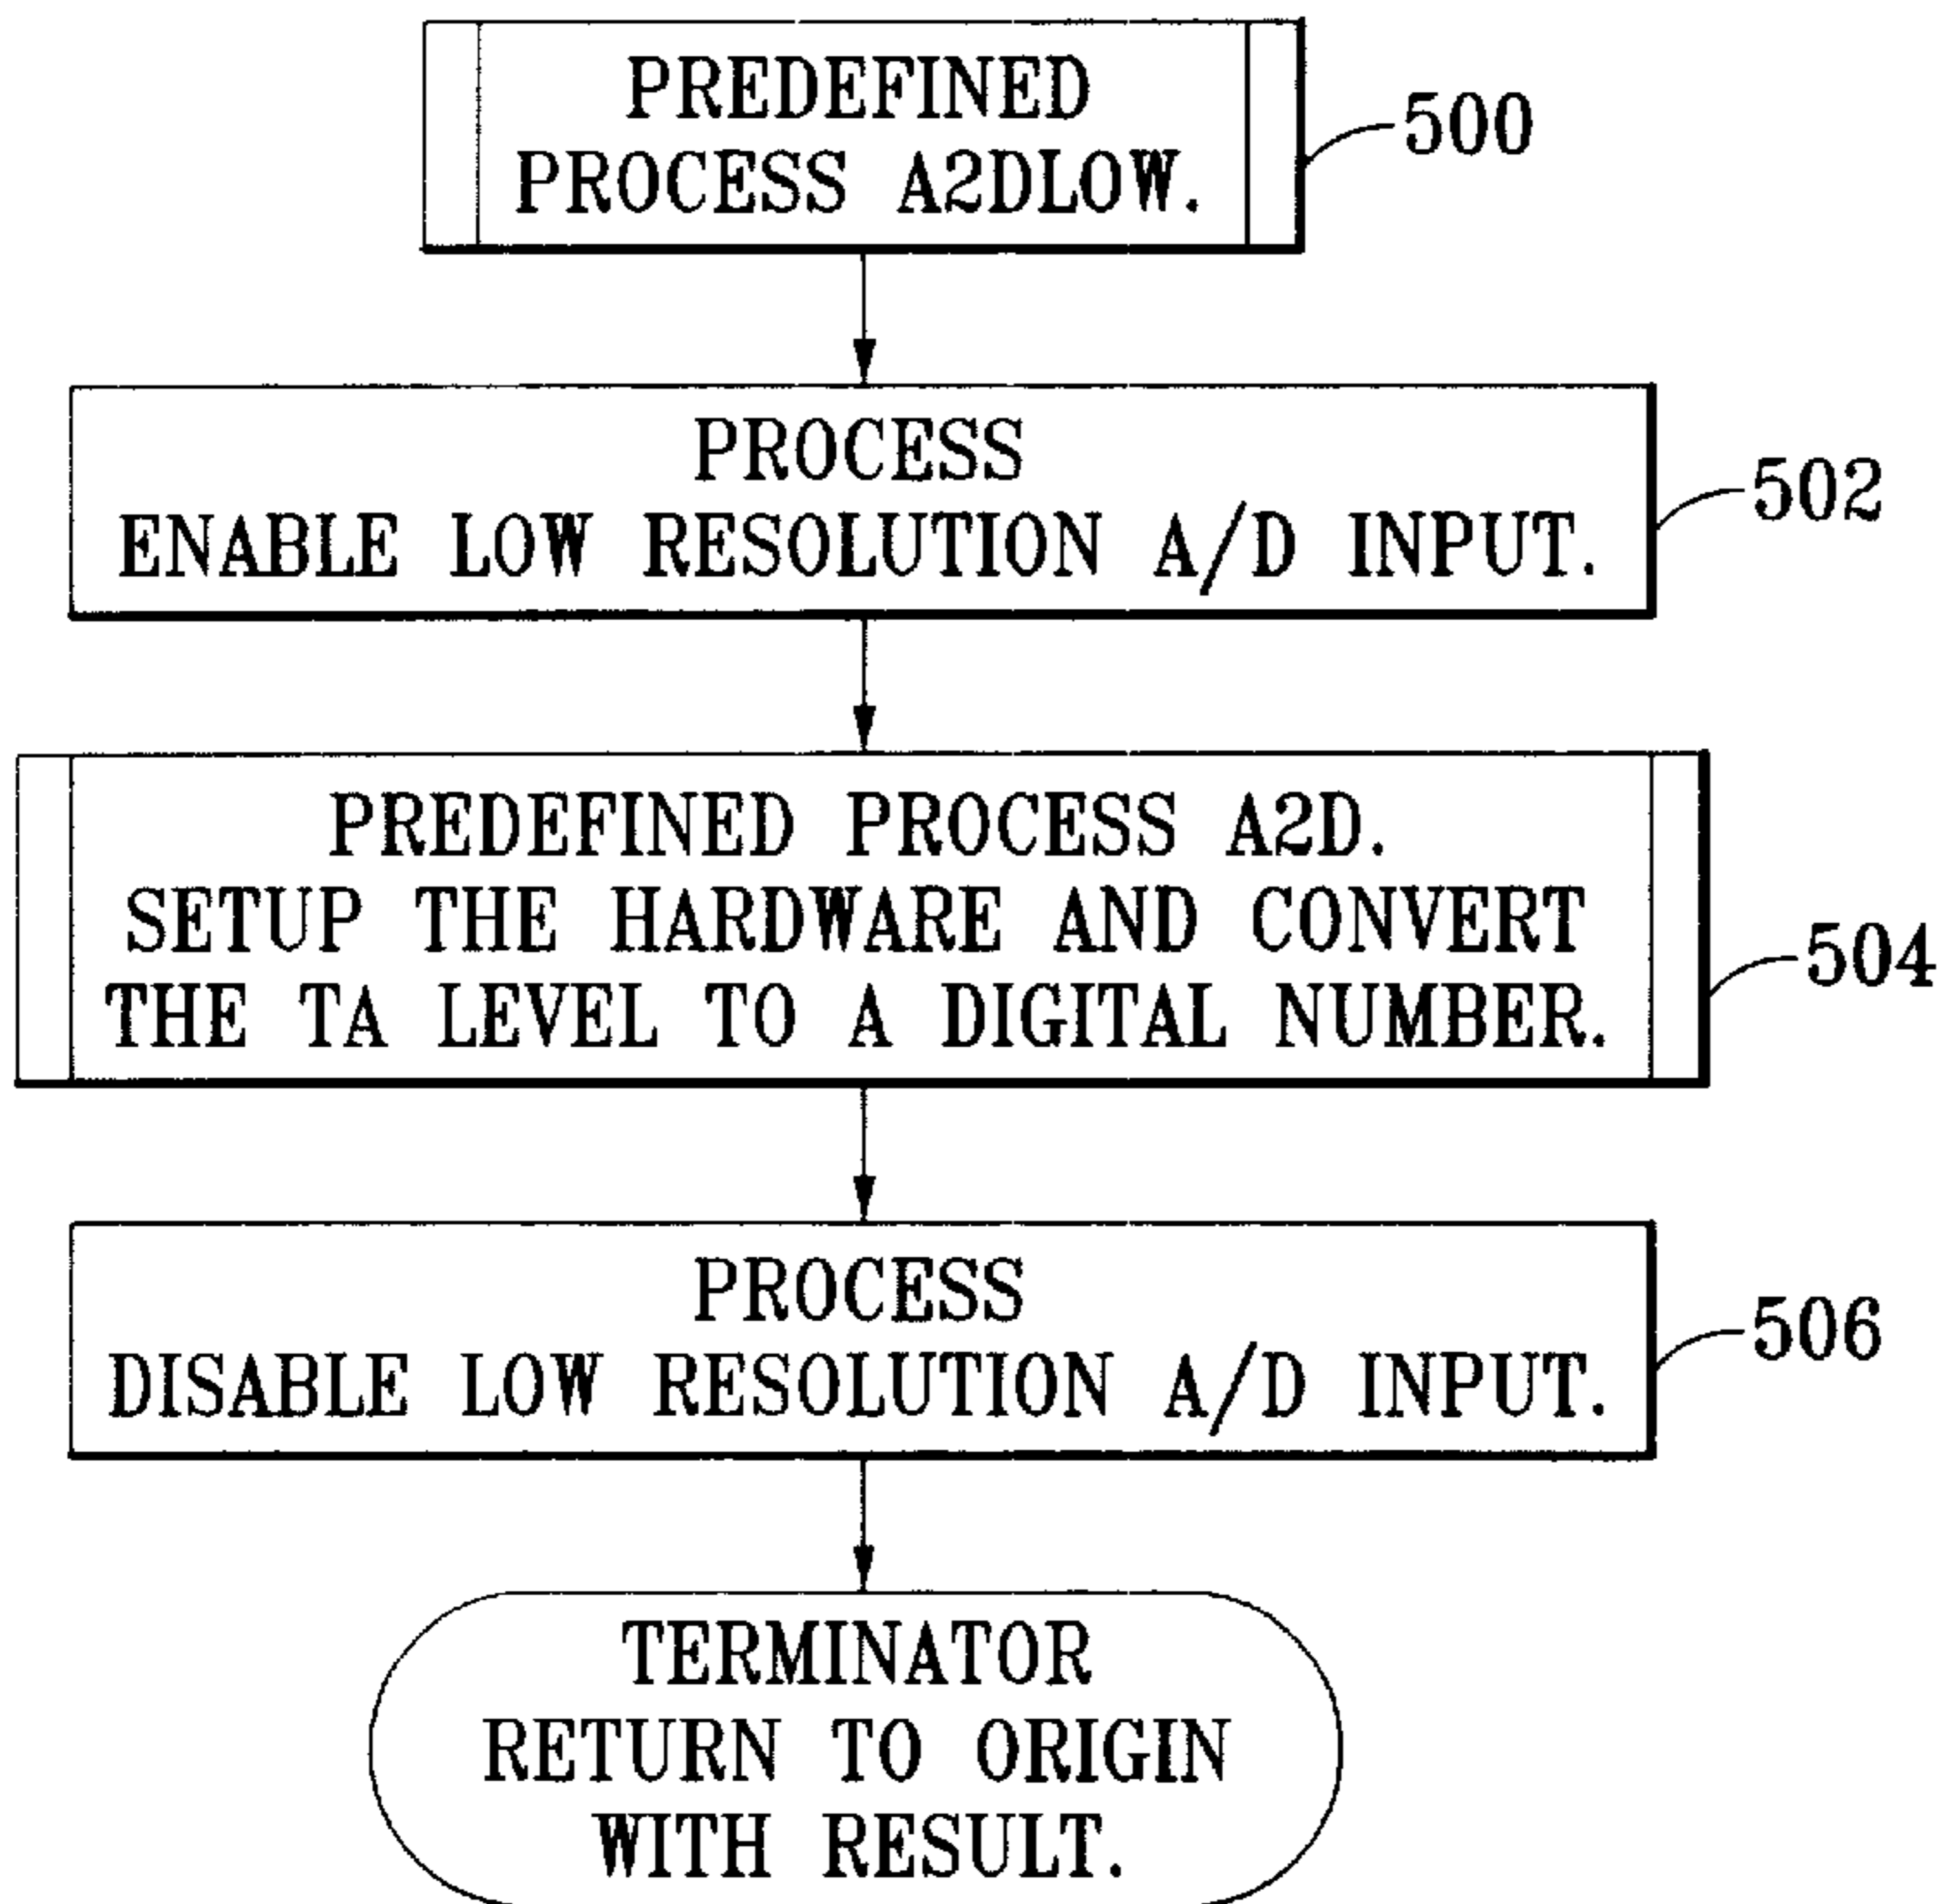 PREDEFINED
PROCESS A2DLOW.
500
PROCESS
ENABLE LOW RESOLUTION A/D INPUT.
502
PREDEFINED PROCESS A2D.
SETUP THE HARDWARE AND CONVERT
THE TA LEVEL TO A DIGITAL NUMBER.
504
PROCESS
DISABLE LOW RESOLUTION A/D INPUT.
506
TERMINATOR
RETURN TO ORIGIN
WITH RESULT.